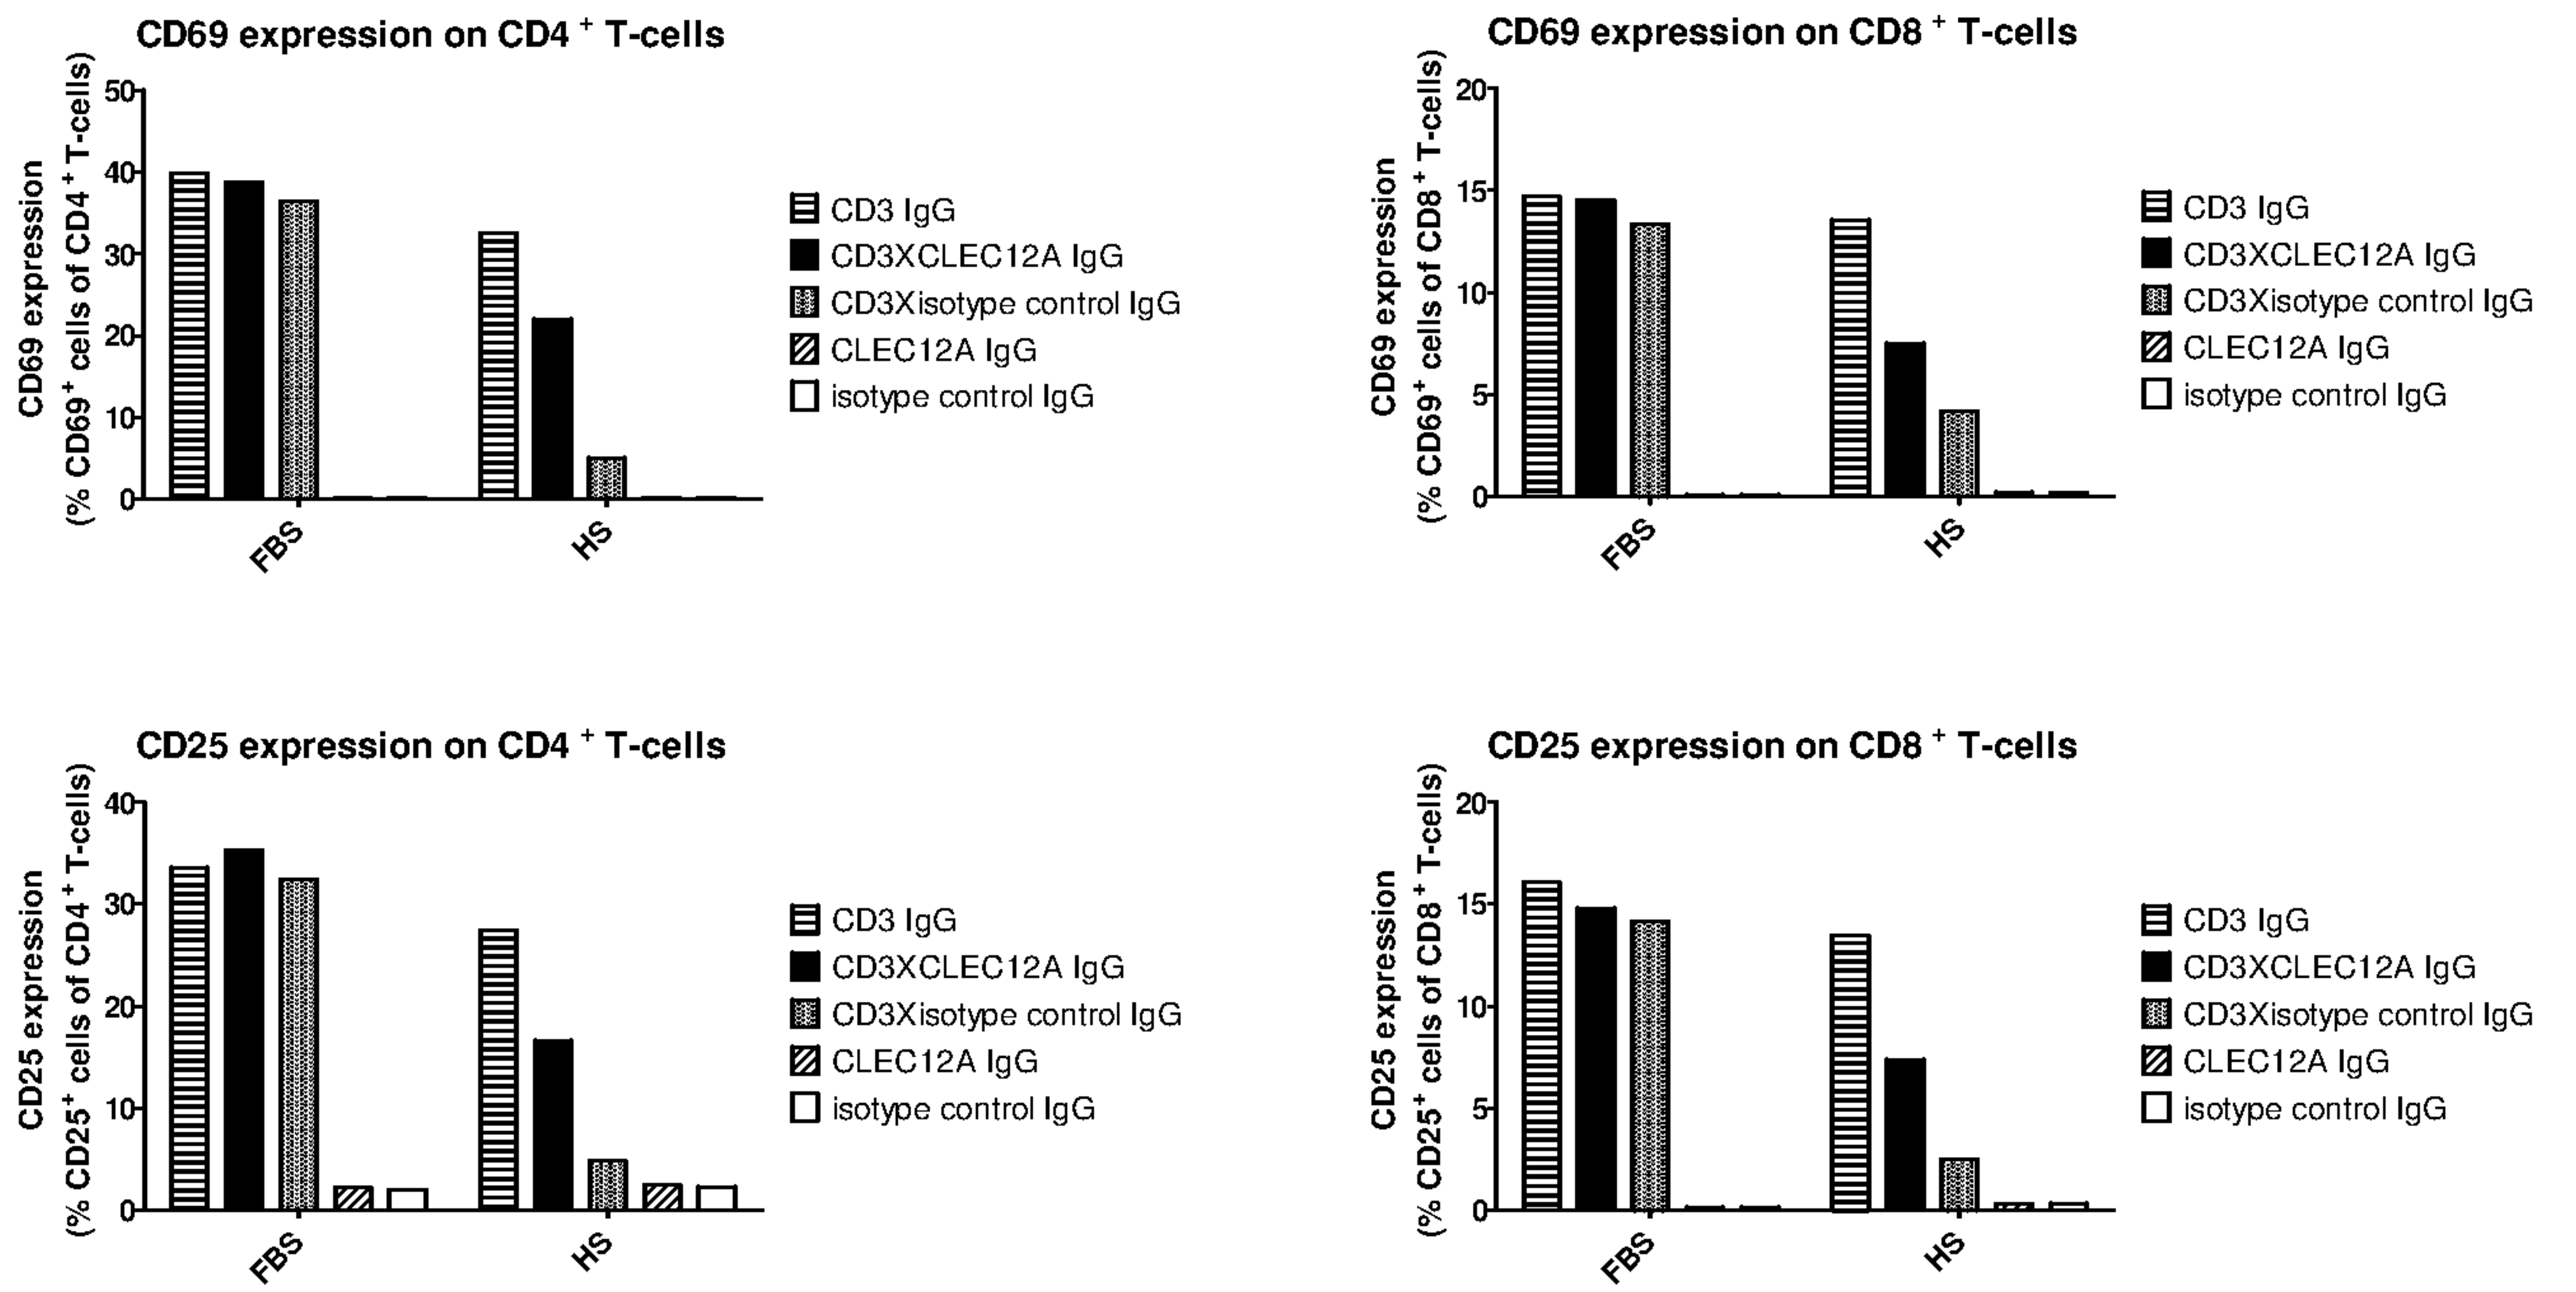 CD69 expression on CD4 + T-cells
CD69 expression
(% CD69+ cells of CD4 + T-cells)
50
40
30
20
10
0
FBS
HS
CD3 IgG
CD3XCLEC12A IgG
CD3Xisotype control IgG
CLEC12A IgG
isotype control IgG
CD69 expression on CD8 + T-cells
CD69 expression
(% CD69+ cells of CD8 + T-cells)
20
15
10
5
0
FBS
HS
CD3 IgG
CD3XCLEC12A IgG
CD3Xisotype control IgG
CLEC12A IgG
isotype control IgG
CD25 expression on CD4 + T-cells
CD25 expression
(% CD25+ cells of CD4 + T-cells)
40
30
20
10
0
FBS
HS
CD3 IgG
CD3XCLEC12A IgG
CD3Xisotype control IgG
CLEC12A IgG
isotype control IgG
CD25 expression on CD8 + T-cells
CD25 expression
(% CD25+ cells of CD8 + T-cells)
20
15
10
5
0
FBS
HS
CD3 IgG
CD3XCLEC12A IgG
CD3Xisotype control IgG
CLEC12A IgG
isotype control IgG